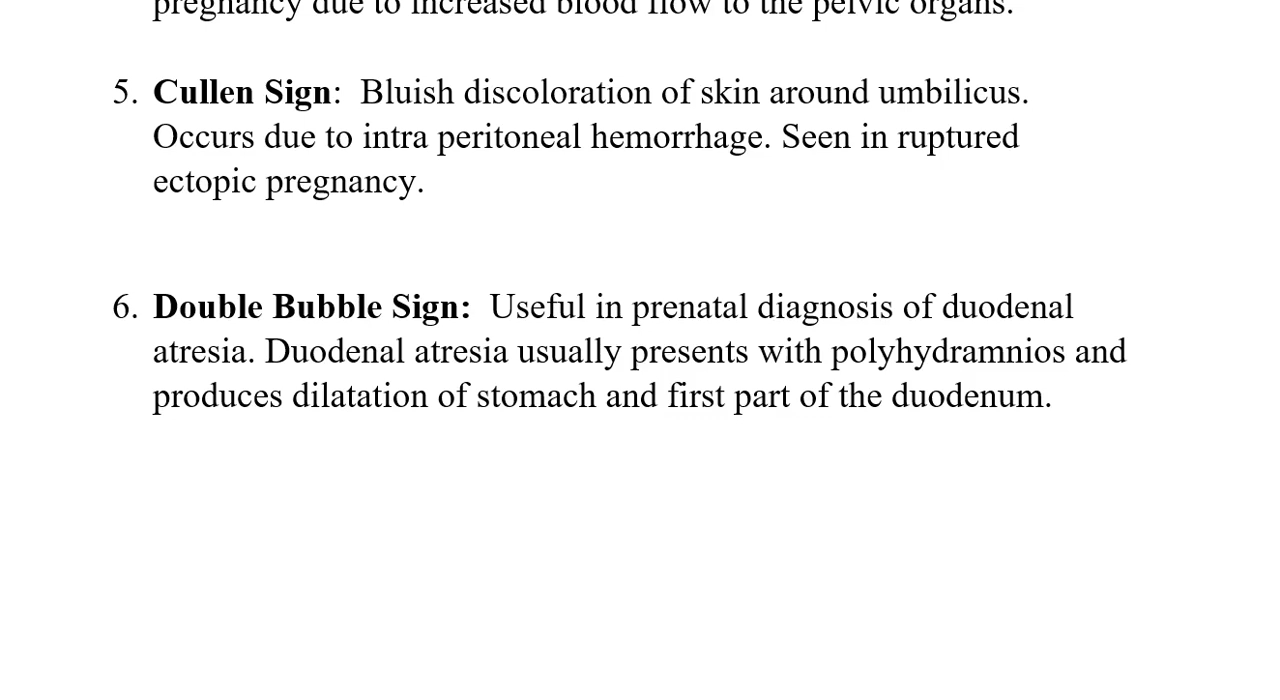 pregnancy due to increased blood flow to the pelvic organs.
5. Cullen Sign:  Bluish discoloration of skin around umbilicus.
Occurs due to intra peritoneal hemorrhage. Seen in ruptured
ectopic pregnancy.
6. Double Bubble Sign:  Useful in prenatal diagnosis of duodenal
atresia. Duodenal atresia usually presents with polyhydramnios and
produces dilatation of stomach and first part of the duodenum.